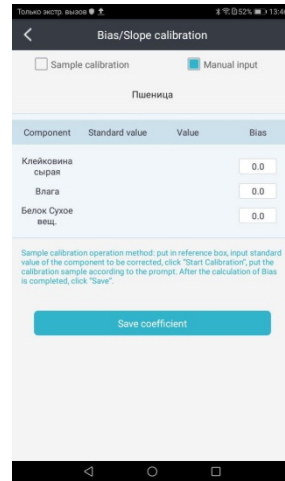 Только экстр. вызов 52% 13:46
Bias/Slope calibration
Sample calibration Manual input
Пшеница
Component Standard value Value Bias
Клейковина
сырая
0.0
Влага 0.0
Белок Сухое
вещ.
0.0
Sample calibration operation method: put in reference box, input standard
value of the component to be corrected, click "Start Calibration", put the
calibration sample according to the prompt. After the calculation of Bias
is completed, click "Save".
Save coefficient